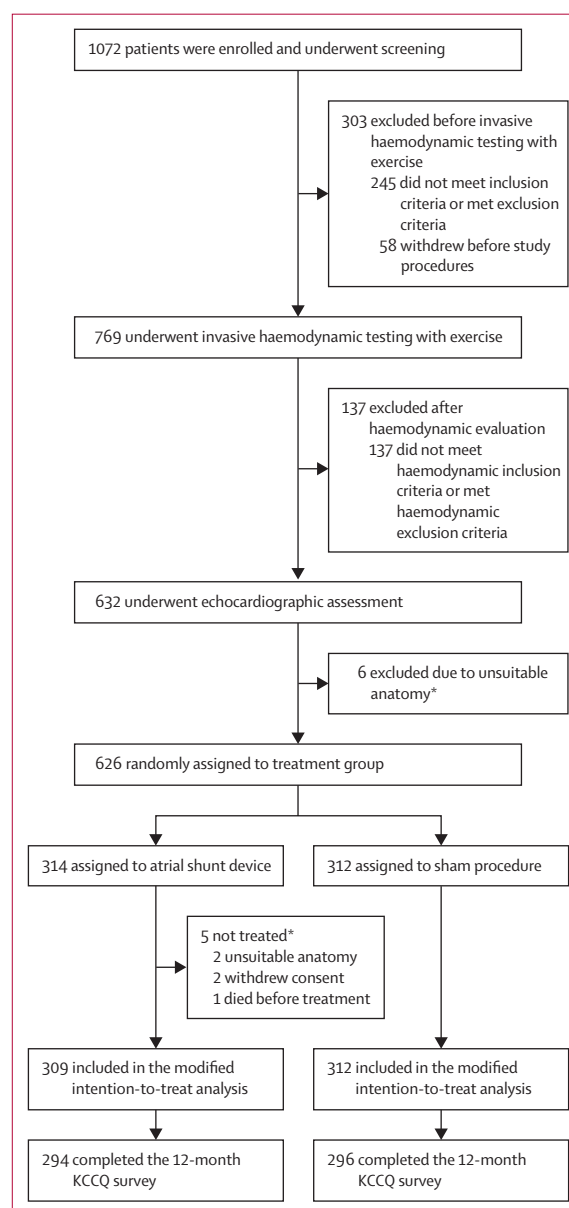 1072 patients were enrolled and underwent screening
303 excluded before invasive
haemodynamic testing with
exercise
245 did not meet inclusion
criteria or met exclusion
criteria
58 withdrew before study
procedures
769 underwent invasive haemodynamic testing with exercise
137 excluded after
haemodynamic evaluation
137 did not meet
haemodynamic inclusion
criteria or met
haemodynamic
exclusion criteria
632 underwent echocardiographic assessment
6 excluded due to unsuitable
anatomy*
626 randomly assigned to treatment group
314 assigned to atrial shunt device
312 assigned to sham procedure
5 not treated*
2 unsuitable anatomy
2 withdrew consent
1 died before treatment
309 included in the modified
intention-to-treat analysis
312 included in the modified
intention-to-treat analysis
294 completed the 12-month
KCCQ survey
296 completed the 12-month
KCCQ survey